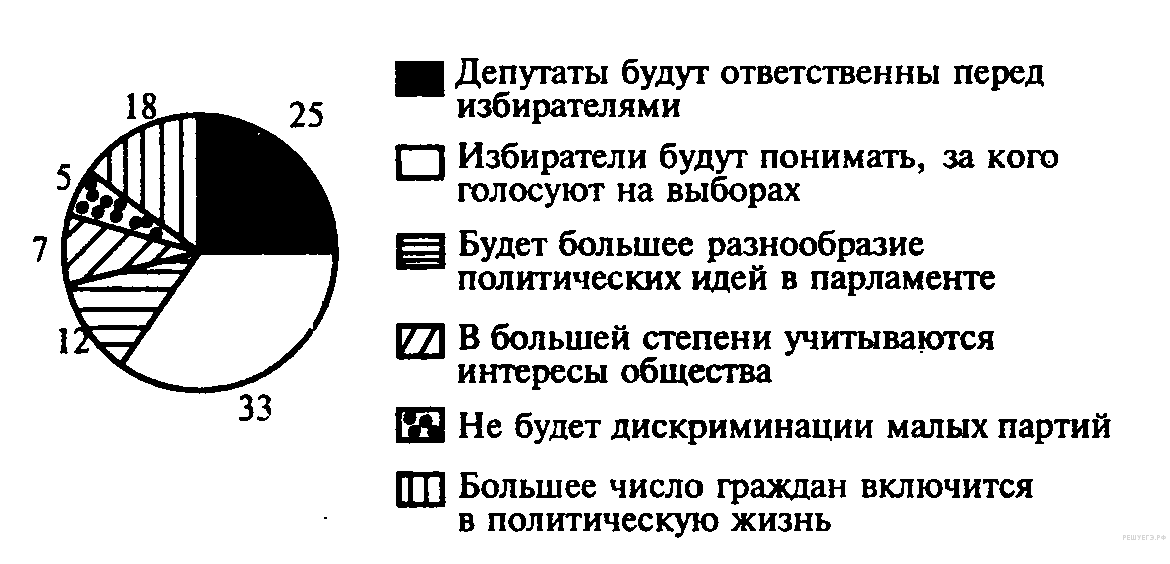 18
25
5
7
12
33
Депутаты будут ответственны перед
избирателями
Избиратели будут понимать, за кого
голосуют на выборах
Будет большее разнообразие
политических идей в парламенте
В большей степени учитываются
интересы общества
Не будет дискриминации малых партий
Большее число граждан включится
в политическую жизнь
РЕШУЕГЭ.РФ